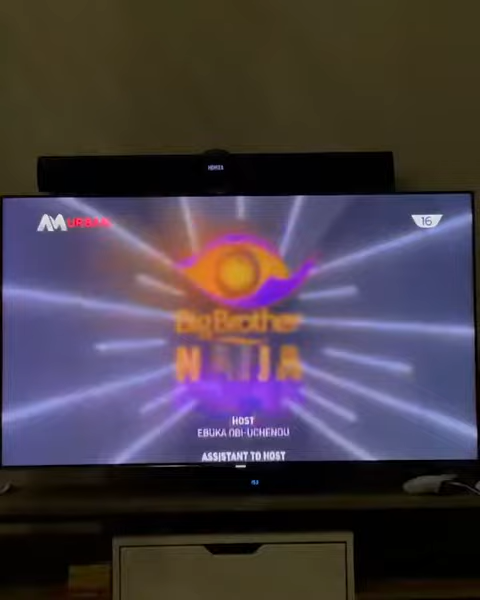 AM URBAN
16
Big Brother
NAIJA
HOST
EBUKA OBI-UCHENDU
ASSISTANT TO HOST